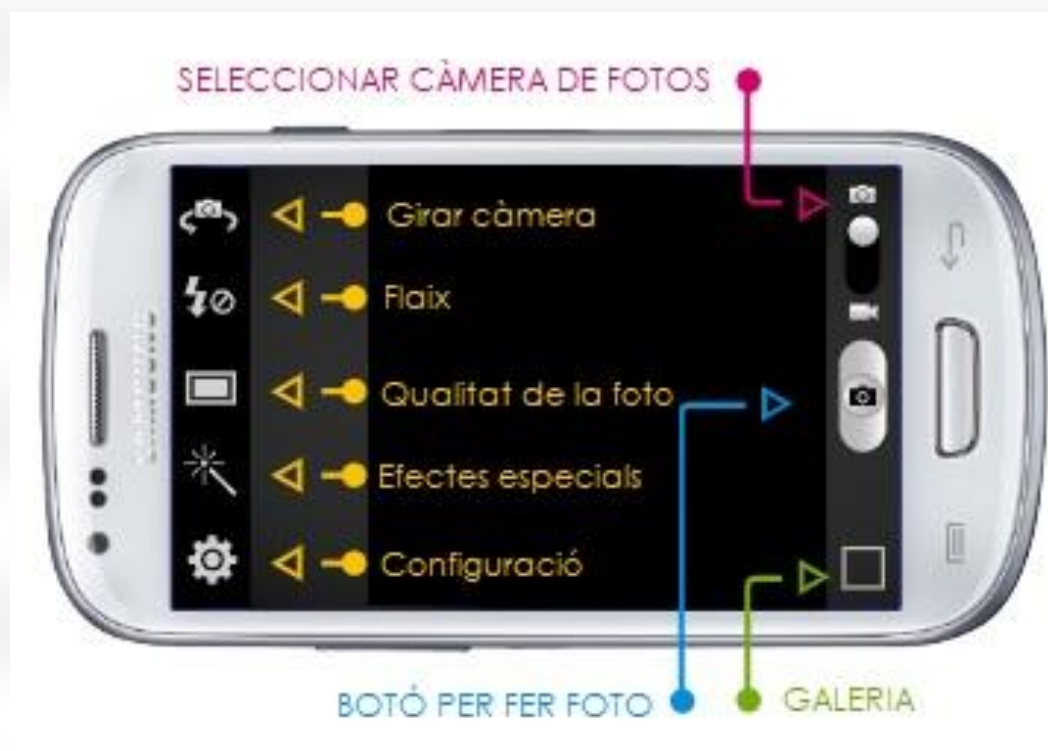 SELECCIONAR CÀMERA DE FOTOS
Girar càmera
Flaix
Qualitat de la foto
Efectes especials
Configuració
BOTÓ PER FER FOTO
GALERIA